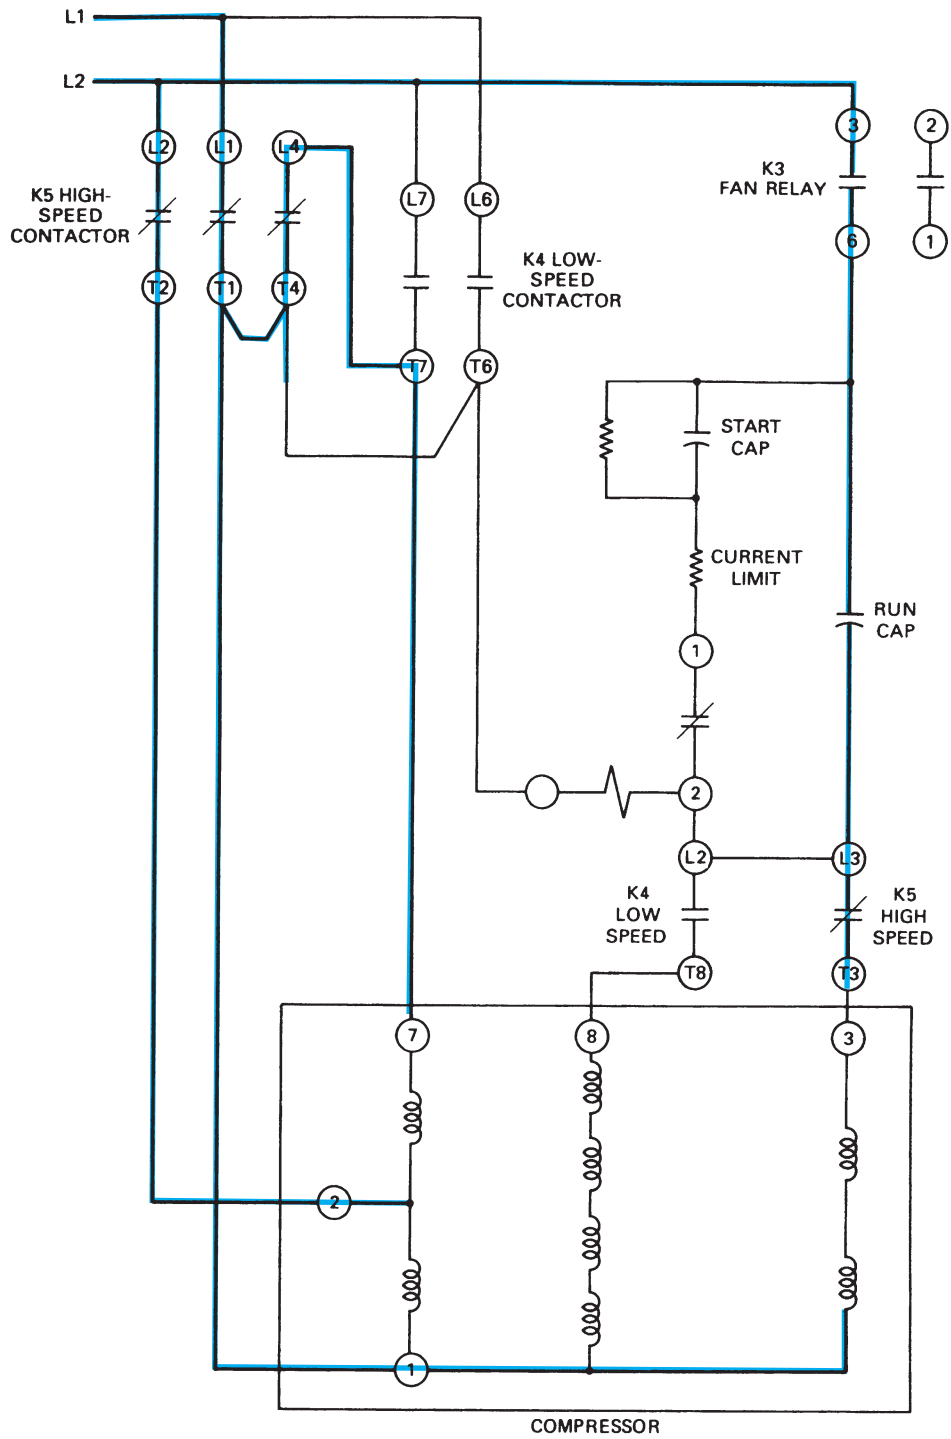 L1
L2
L2
L1
L4
3
2
K3
FAN RELAY
K5 HIGH-
SPEED
CONTACTOR
L7
L6
6
1
K4 LOW-
SPEED
CONTACTOR
T2
T1
T4
T7
T6
START
CAP
CURRENT
LIMIT
RUN
CAP
1
2
L2
L3
K4
LOW
SPEED
K5
HIGH
SPEED
T8
T3
7
8
3
2
1
COMPRESSOR